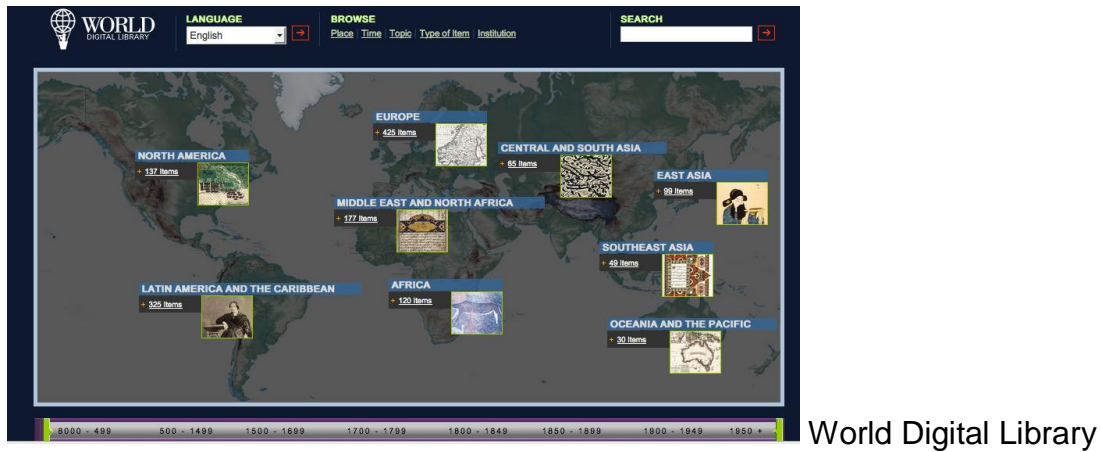 WORLD
DIGITAL LIBRARY
LANGUAGE
English
BROWSE
Place | Time | Topic | Type of Item | Institution
SEARCH
EUROPE
+ 425 Items
CENTRAL AND SOUTH ASIA
+ 65 Items
NORTH AMERICA
+ 137 Items
EAST ASIA
+ 99 Items
MIDDLE EAST AND NORTH AFRICA
+ 177 Items
SOUTHEAST ASIA
+ 49 Items
LATIN AMERICA AND THE CARIBBEAN
+ 325 Items
AFRICA
+ 120 Items
OCEANIA AND THE PACIFIC
+ 30 Items
8000 - 499 500 - 1499 1500 - 1699 1700 - 1799 1800 - 1849 1850 - 1899 1900 - 1949 1950 +
World Digital Library